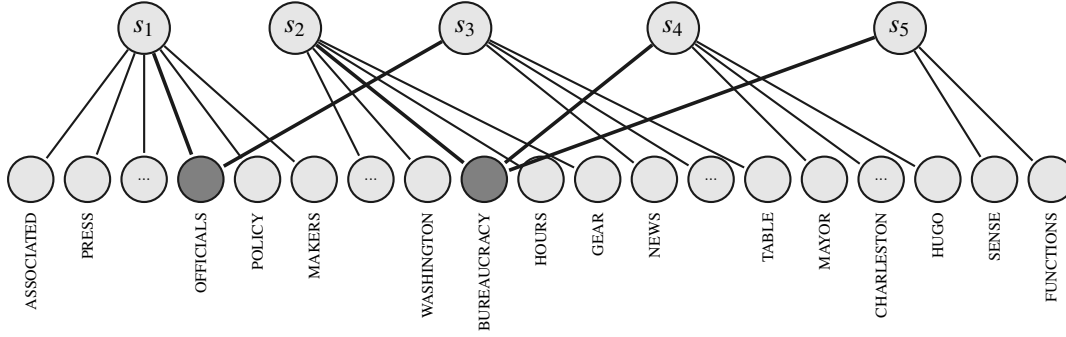 s1
s2
s3
s4
s5
...
...
...
...
ASSOCIATED
PRESS
OFFICIALS
POLICY
MAKERS
WASHINGTON
BUREAUCRACY
HOURS
GEAR
NEWS
TABLE
MAYOR
CHARLESTON
HUGO
SENSE
FUNCTIONS